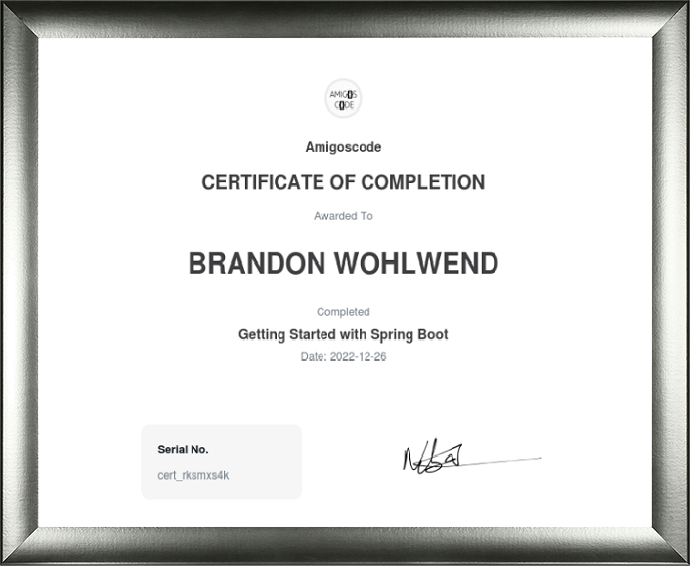 AMIGOS
CODE
Amigoscode
CERTIFICATE OF COMPLETION
Awarded To
BRANDON WOHLWEND
Completed
Getting Started with Spring Boot
Date: 2022-12-26
Serial No.
cert_rksmxs4k